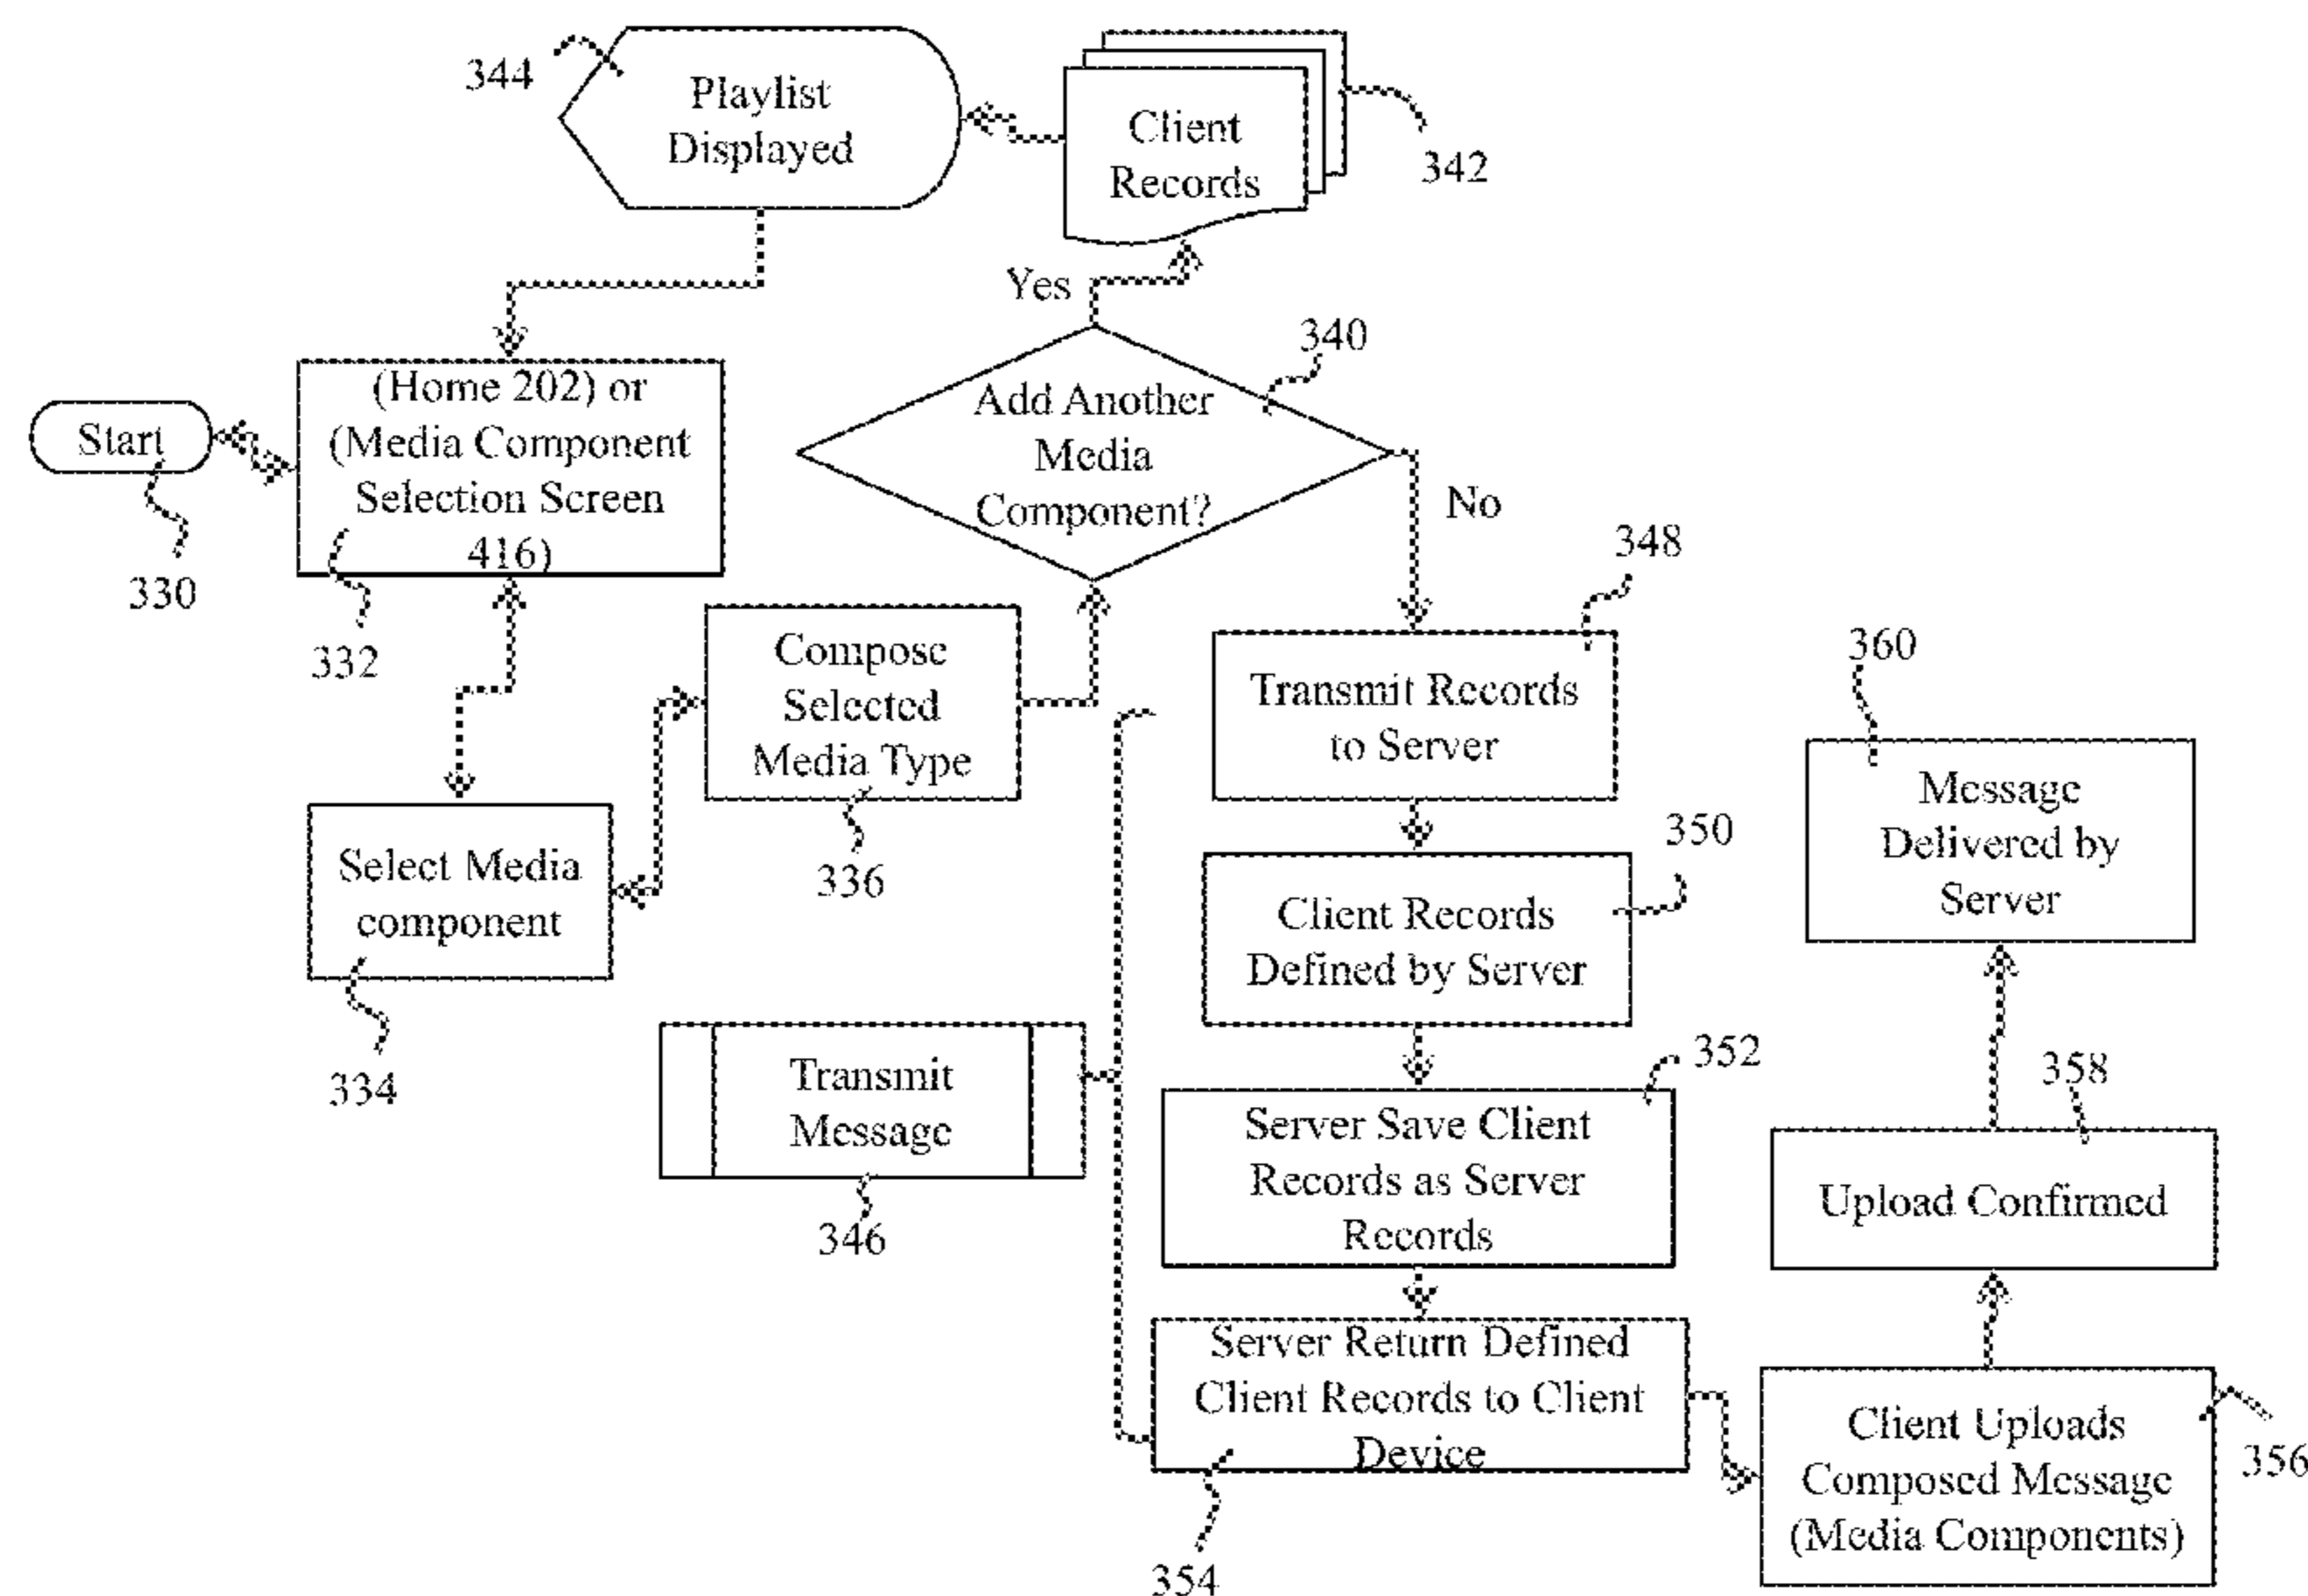 344
Playlist
Displayed
Client
Records
342
Yes
Start
330
(Home 202) or
(Media Component
Selection Screen
416)
332
Add Another
Media
Component?
340
No
348
Compose
Selected
Media Type
336
Transmit Records
to Server
360
Message
Delivered by
Server
Select Media
component
334
350
Client Records
Defined by Server
Transmit
Message
346
352
Server Save Client
Records as Server
Records
358
Upload Confirmed
Server Return Defined
Client Records to Client
Device
354
Client Uploads
Composed Message
(Media Components)
356